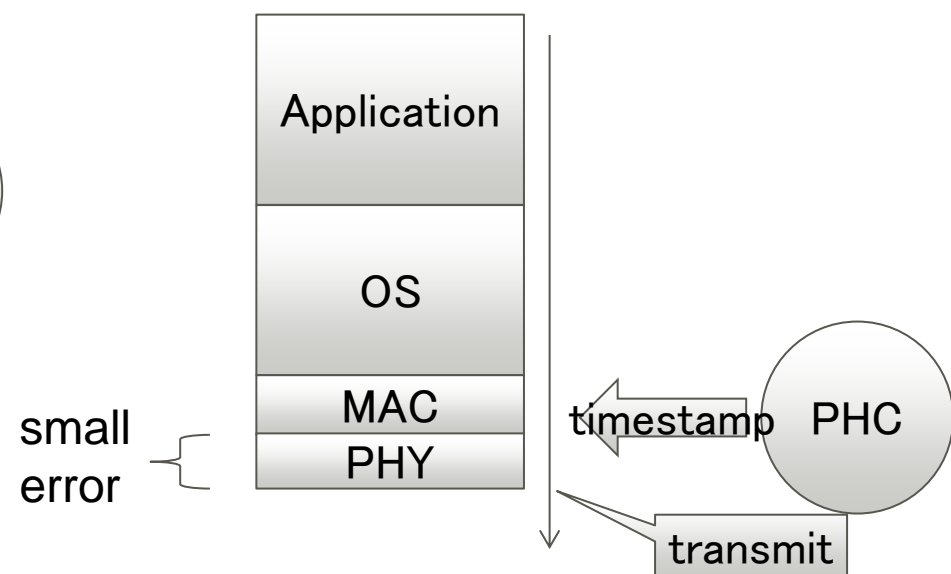 Application
OS
MAC
timestamp
PHC
small
error
PHY
transmit